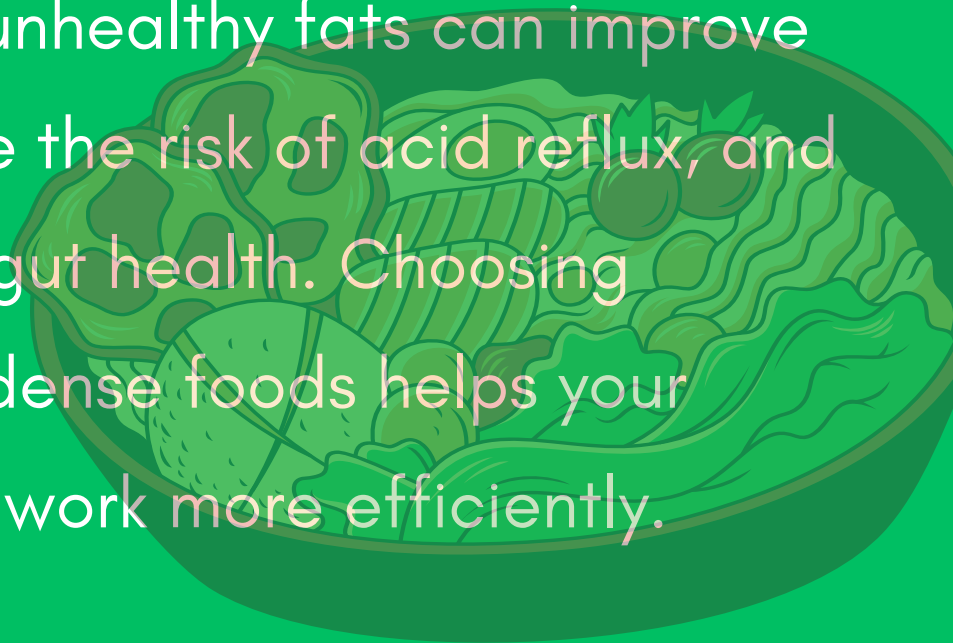 unhealthy fats can improve
the risk of acid reflux, and
gut health. Choosing
dense foods helps your
work more efficiently.